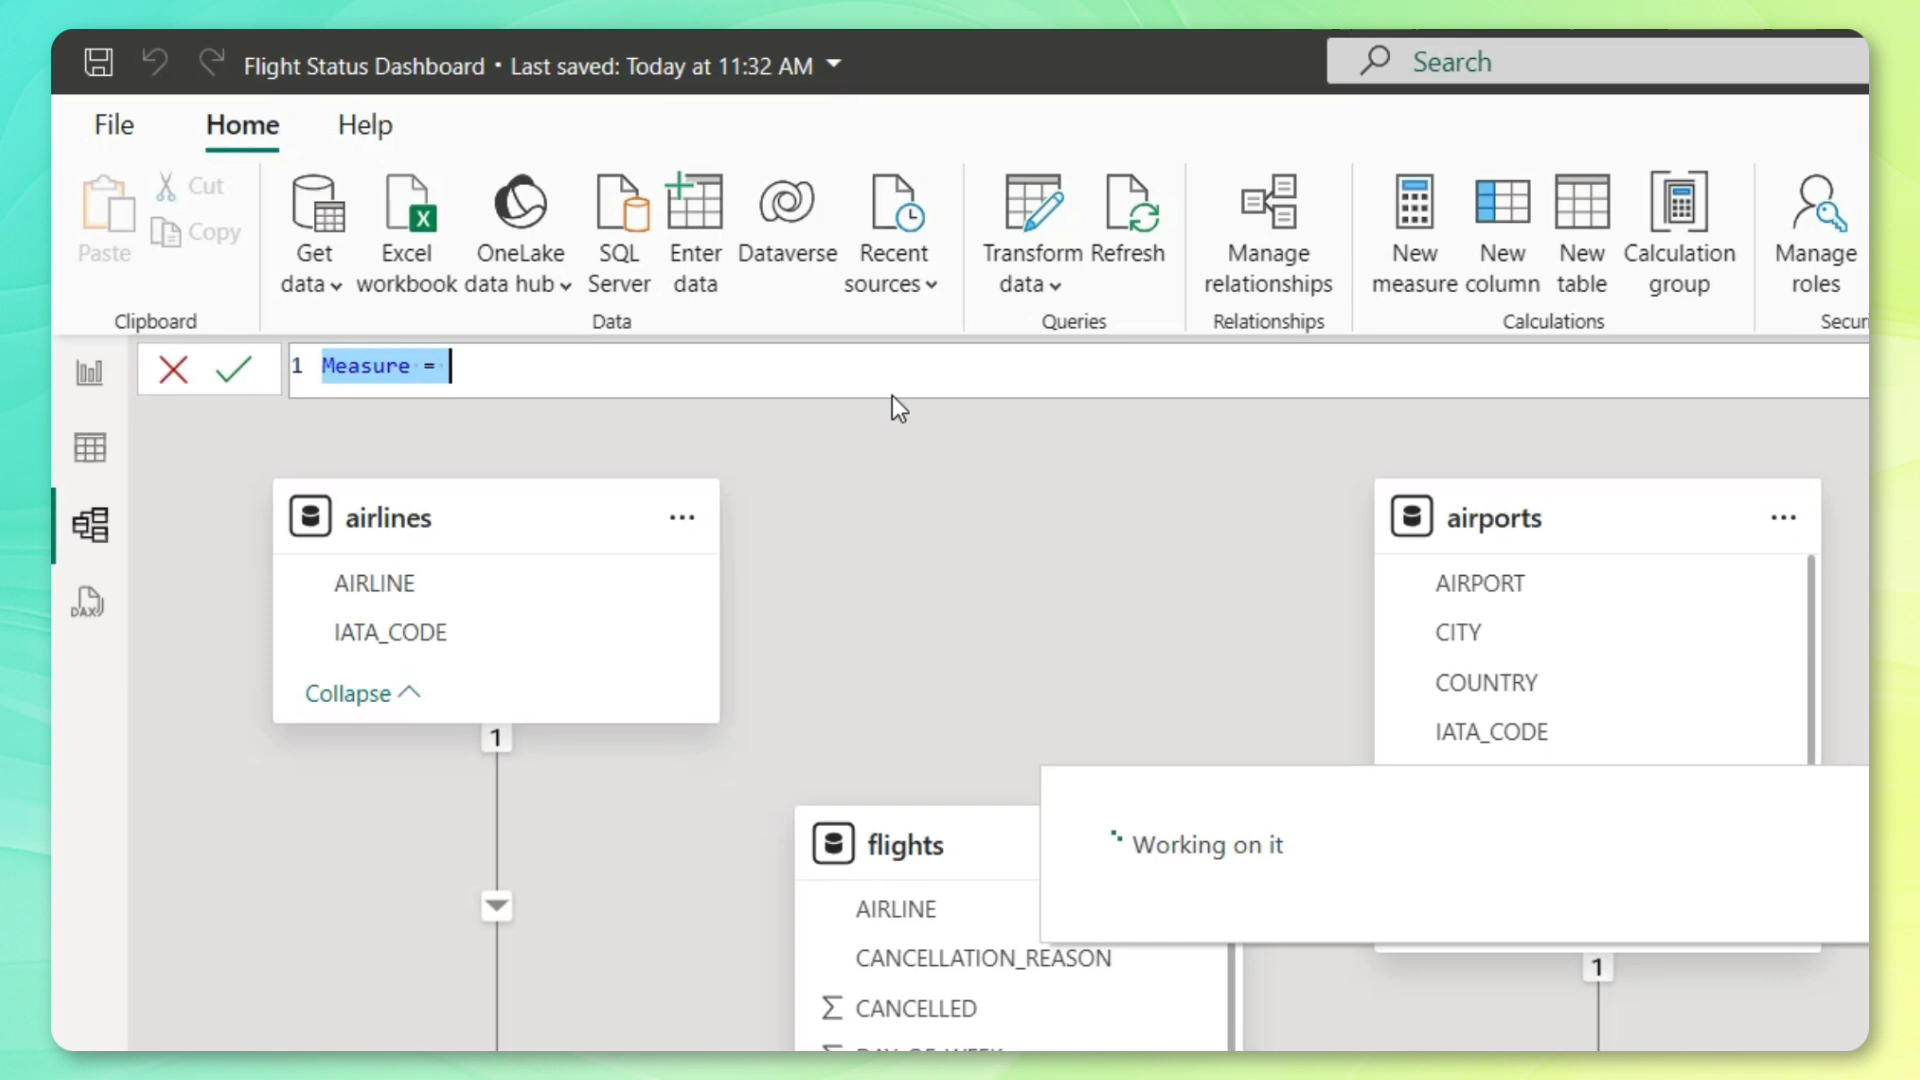 Flight Status Dashboard • Last saved: Today at 11:32 AM
Search
File
Home
Help
Paste
Cut
Copy
Clipboard
Get data
Excel workbook
OneLake data hub
SQL Server
Enter data
Dataverse
Recent sources
Data
Transform data
Refresh
Queries
Manage relationships
Relationships
New measure
New column
New table
Calculation group
Calculations
Manage roles
Secur
1 Measure =
DAX
airlines
AIRLINE
IATA_CODE
Collapse
1
airports
AIRPORT
CITY
COUNTRY
IATA_CODE
Working on it
1
flights
AIRLINE
CANCELLATION_REASON
Σ CANCELLED